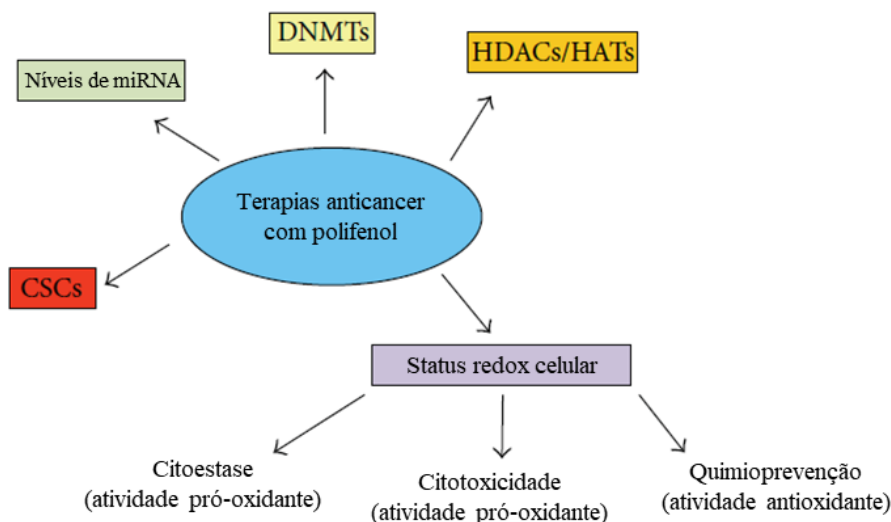 DNMTs
HDACs/HATs
Níveis de miRNA
Terapias anticancer
com polifenol
CSCs
Status redox celular
Citoestase
(atividade pró-oxidante)
Citotoxicidade
(atividade pró-oxidante)
Quimioprevenção
(atividade antioxidante)